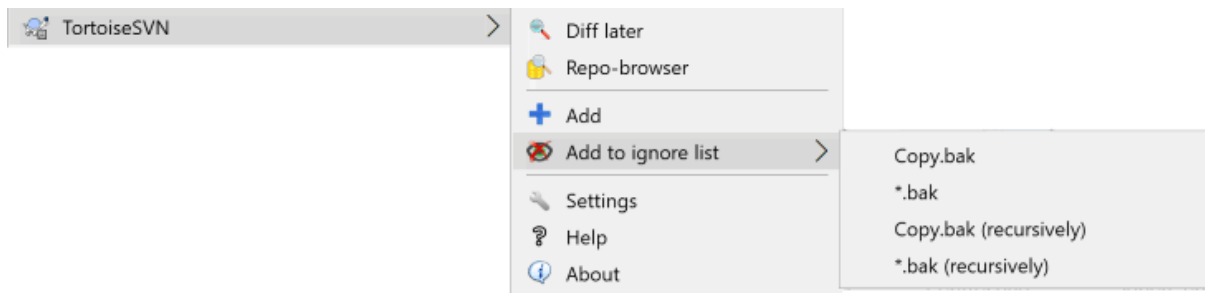 TortoiseSVN
Diff later
Repo-browser
Add
Add to ignore list
Copy.bak
*.bak
Copy.bak (recursively)
*.bak (recursively)
Settings
Help
About